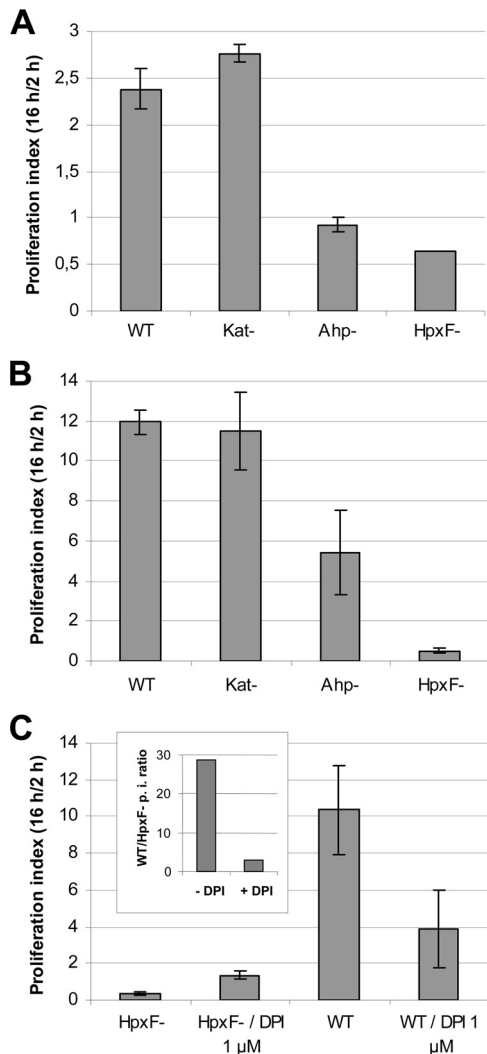 A
Proliferation index (16 h/2 h)
3
2,5
2
1,5
1
0,5
0
WT Kat- Ahp- HpxF-
B
Proliferation index (16 h/2 h)
14
12
10
8
6
4
2
0
WT Kat- Ahp- HpxF-
C
Proliferation index (16 h/2 h)
14
12
10
8
6
4
2
0
WT/HpxF- p. i. ratio
30
20
10
0
- DPI + DPI
HpxF- HpxF- / DPI WT WT / DPI 1
1 µM µM